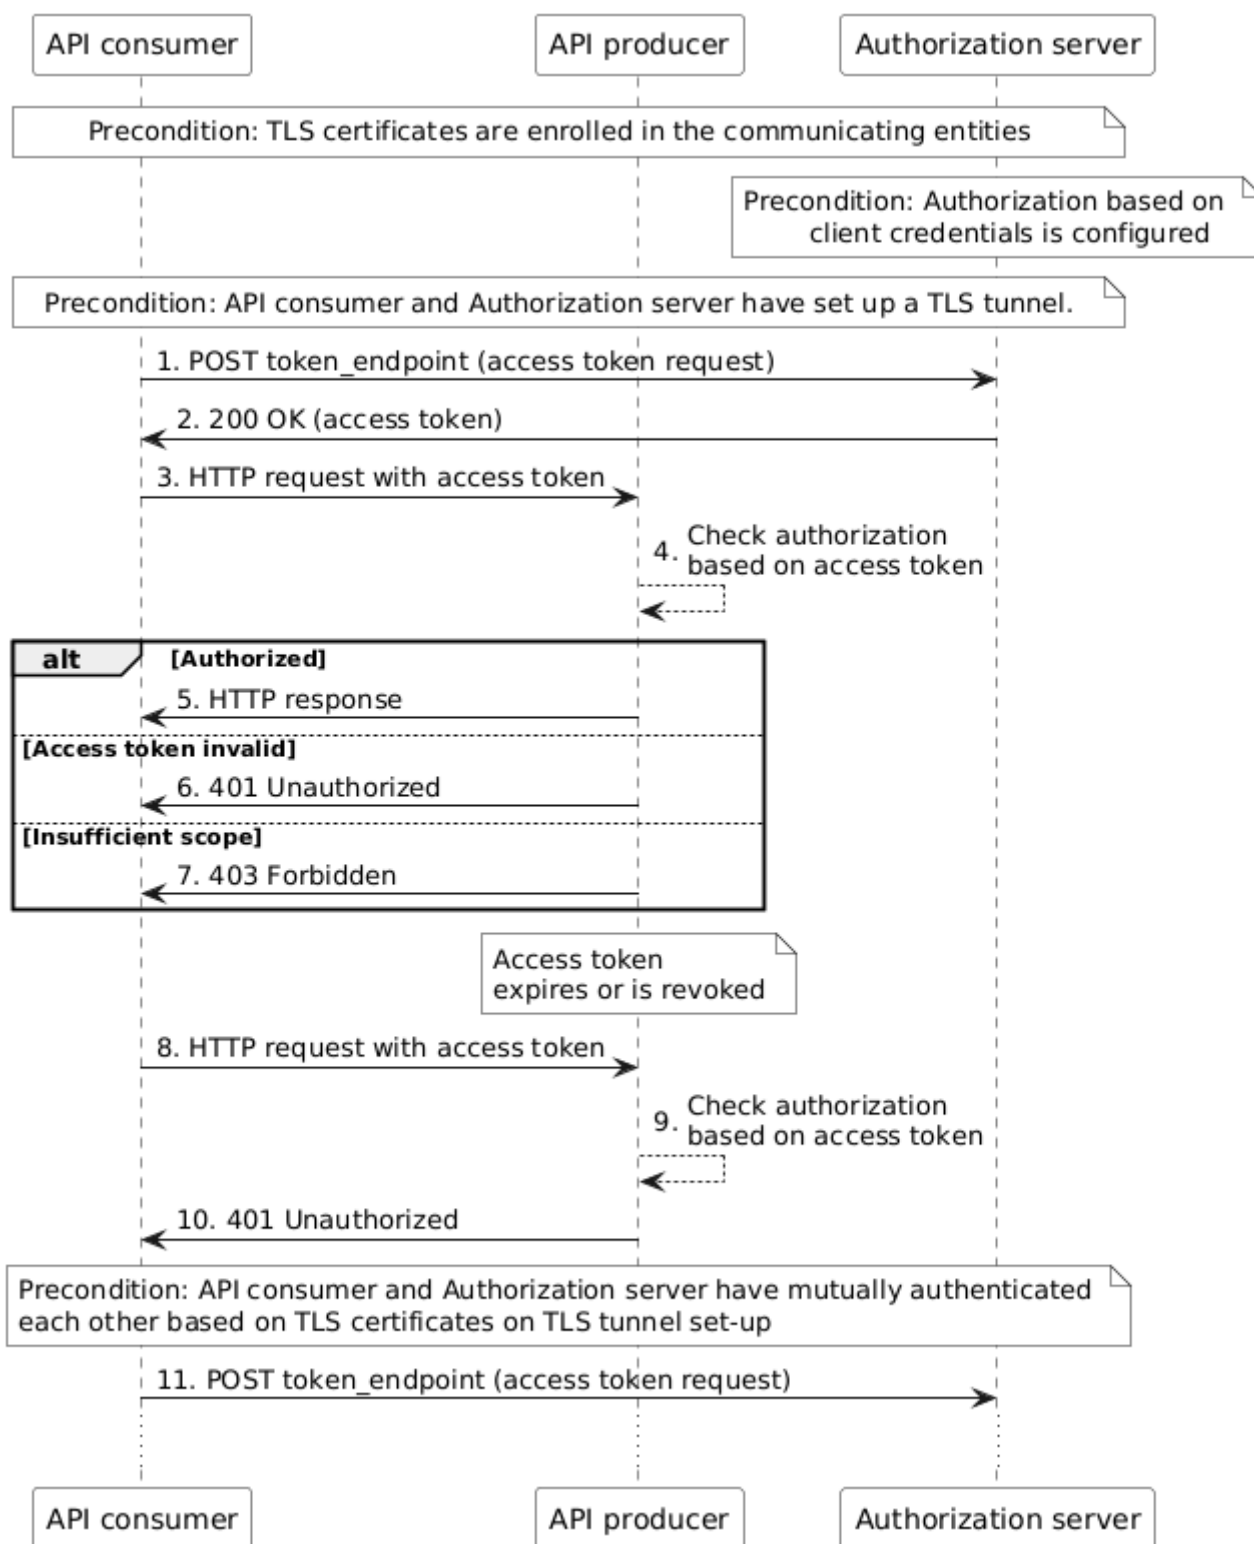 API consumer
API producer
Authorization server
Precondition: TLS certificates are enrolled in the communicating entities
Precondition: Authorization based on
client credentials is configured
Precondition: API consumer and Authorization server have set up a TLS tunnel.
1. POST token_endpoint (access token request)
2. 200 OK (access token)
3. HTTP request with access token
4. Check authorization
based on access token
alt [Authorized]
5. HTTP response
[Access token invalid]
6. 401 Unauthorized
[Insufficient scope]
7. 403 Forbidden
Access token
expires or is revoked
8. HTTP request with access token
9. Check authorization
based on access token
10. 401 Unauthorized
Precondition: API consumer and Authorization server have mutually authenticated
each other based on TLS certificates on TLS tunnel set-up
11. POST token_endpoint (access token request)
API consumer
API producer
Authorization server